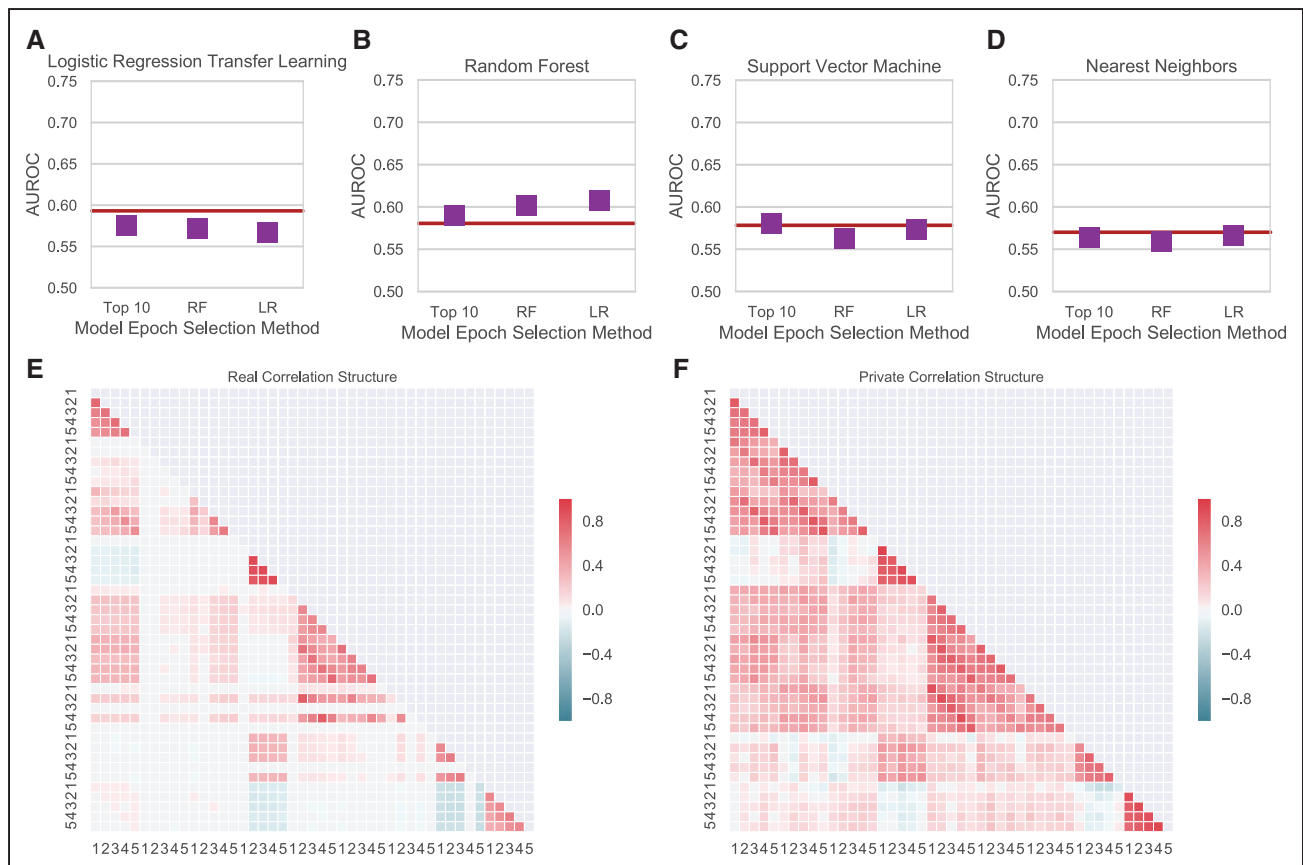 A
Logistic Regression Transfer Learning
0.75
0.70
0.65
0.60
0.55
0.50
AUROC
Top 10 RF LR
Model Epoch Selection Method
B
Random Forest
0.75
0.70
0.65
0.60
0.55
0.50
AUROC
Top 10 RF LR
Model Epoch Selection Method
C
Support Vector Machine
0.75
0.70
0.65
0.60
0.55
0.50
AUROC
Top 10 RF LR
Model Epoch Selection Method
D
Nearest Neighbors
0.75
0.70
0.65
0.60
0.55
0.50
AUROC
Top 10 RF LR
Model Epoch Selection Method
E
Real Correlation Structure
543215432154321543215432154321543215432154321
123451234512345123451234512345123451234512345
0.8
0.4
0.0
−0.4
−0.8
F
Private Correlation Structure
543215432154321543215432154321543215432154321
123451234512345123451234512345123451234512345
0.8
0.4
0.0
−0.4
−0.8